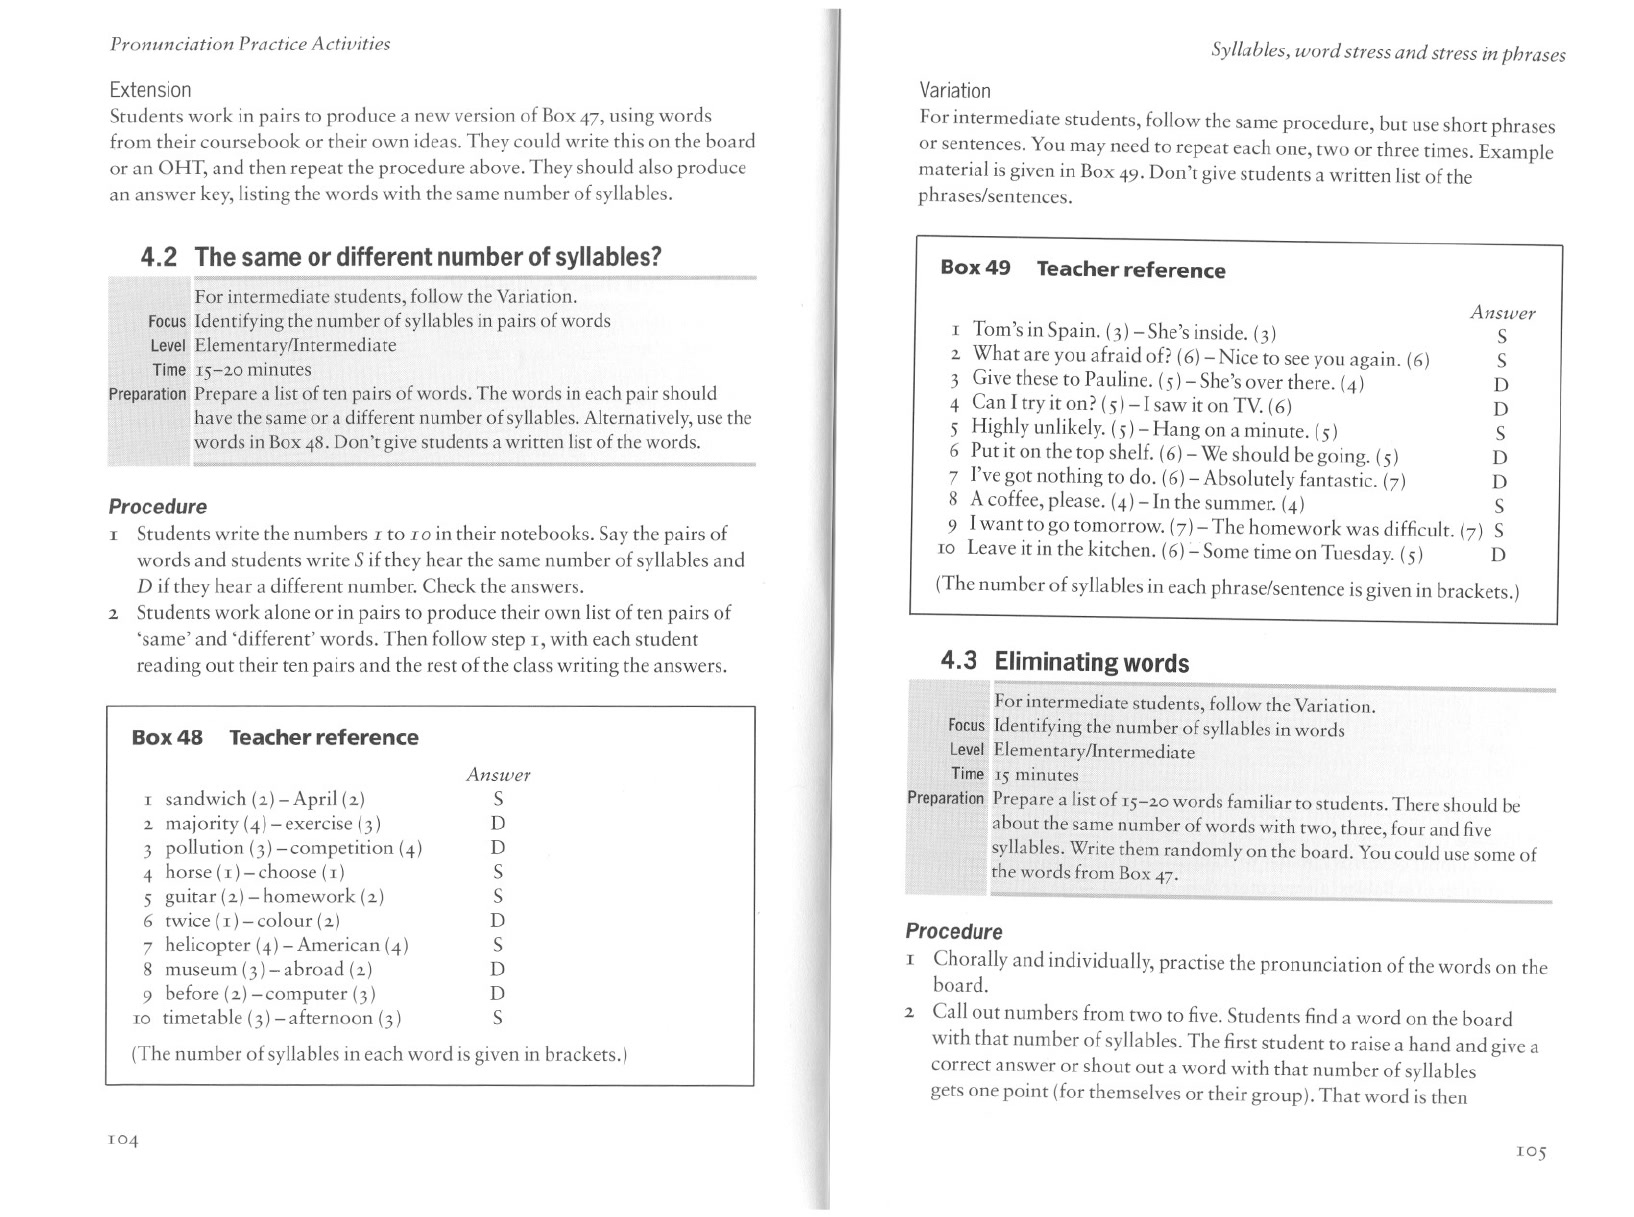 Pronunciation Practice Activities
Extension
Students work in pairs to produce a new version of Box 47, using words
from their coursebook or their own ideas. They could write this on the board
or an OHT, and then repeat the procedure above. They should also produce
an answer key, listing the words with the same number of syllables.
4.2 The same or different number of syllables?
For intermediate students, follow the Variation.
Focus Identifying the number of syllables in pairs of words
Level Elementary/Intermediate
Time 15–20 minutes
Preparation Prepare a list of ten pairs of words. The words in each pair should
have the same or a different number of syllables. Alternatively, use the
words in Box 48. Don't give students a written list of the words.
Procedure
1 Students write the numbers 1 to 10 in their notebooks. Say the pairs of
words and students write S if they hear the same number of syllables and
D if they hear a different number. Check the answers.
2 Students work alone or in pairs to produce their own list of ten pairs of
'same' and 'different' words. Then follow step 1, with each student
reading out their ten pairs and the rest of the class writing the answers.
Box 48 Teacher reference
Answer
1 sandwich (2) – April (2) S
2 majority (4) – exercise (3) D
3 pollution (3) – competition (4) D
4 horse (1) – choose (1) S
5 guitar (2) – homework (2) S
6 twice (1) – colour (2) D
7 helicopter (4) – American (4) S
8 museum (3) – abroad (2) D
9 before (2) – computer (3) D
10 timetable (3) – afternoon (3) S
(The number of syllables in each word is given in brackets.)
104
Syllables, word stress and stress in phrases
Variation
For intermediate students, follow the same procedure, but use short phrases
or sentences. You may need to repeat each one, two or three times. Example
material is given in Box 49. Don't give students a written list of the
phrases/sentences.
Box 49 Teacher reference
Answer
1 Tom's in Spain. (3) – She's inside. (3) S
2 What are you afraid of? (6) – Nice to see you again. (6) S
3 Give these to Pauline. (5) – She's over there. (4) D
4 Can I try it on? (5) – I saw it on TV. (6) D
5 Highly unlikely. (5) – Hang on a minute. (5) S
6 Put it on the top shelf. (6) – We should be going. (5) D
7 I've got nothing to do. (6) – Absolutely fantastic. (7) D
8 A coffee, please. (4) – In the summer. (4) S
9 I want to go tomorrow. (7) – The homework was difficult. (7) S
10 Leave it in the kitchen. (6) – Some time on Tuesday. (5) D
(The number of syllables in each phrase/sentence is given in brackets.)
4.3 Eliminating words
For intermediate students, follow the Variation.
Focus Identifying the number of syllables in words
Level Elementary/Intermediate
Time 15 minutes
Preparation Prepare a list of 15–20 words familiar to students. There should be
about the same number of words with two, three, four and five
syllables. Write them randomly on the board. You could use some of
the words from Box 47.
Procedure
1 Chorally and individually, practise the pronunciation of the words on the
board.
2 Call out numbers from two to five. Students find a word on the board
with that number of syllables. The first student to raise a hand and give a
correct answer or shout out a word with that number of syllables
gets one point (for themselves or their group). That word is then
105